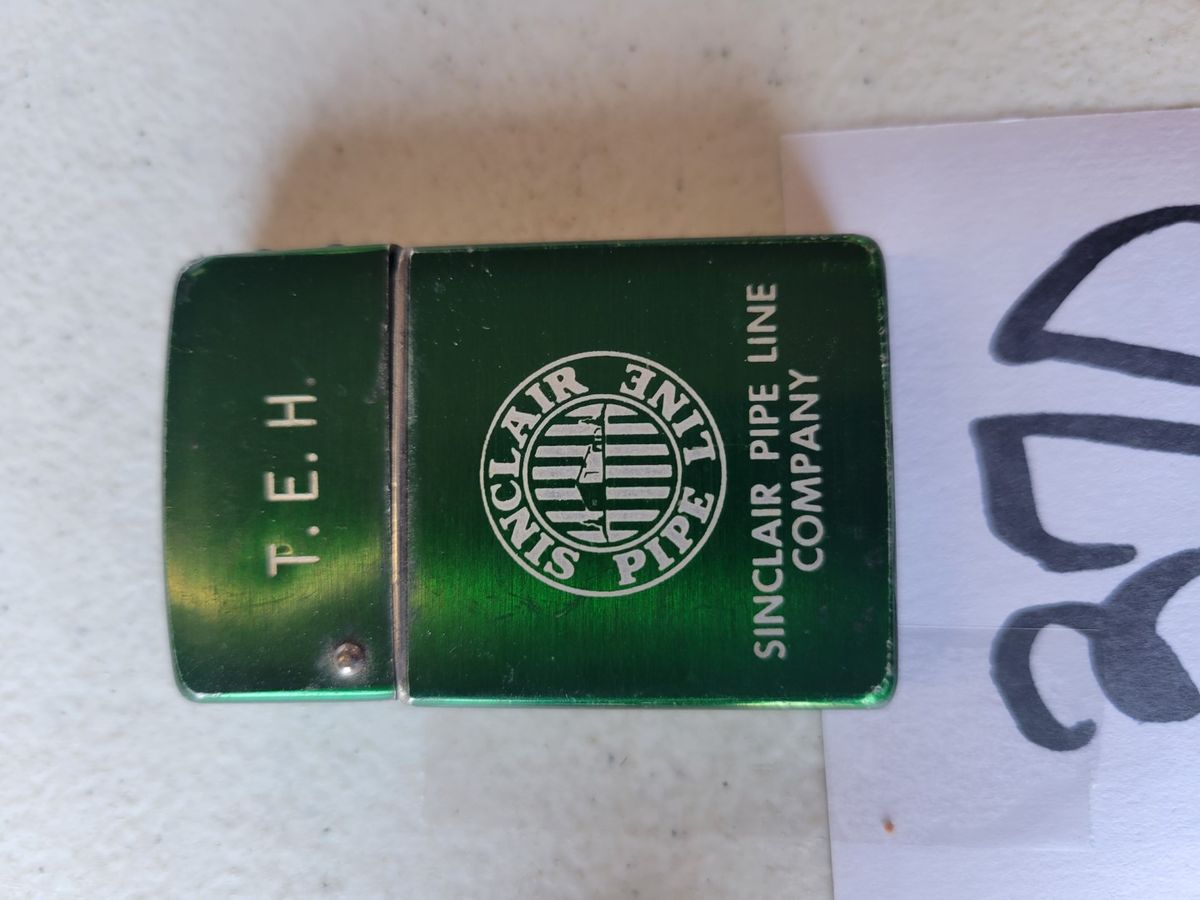 T. E. H.
SINCLAIR
PIPE LINE
SINCLAIR PIPE LINE
COMPANY